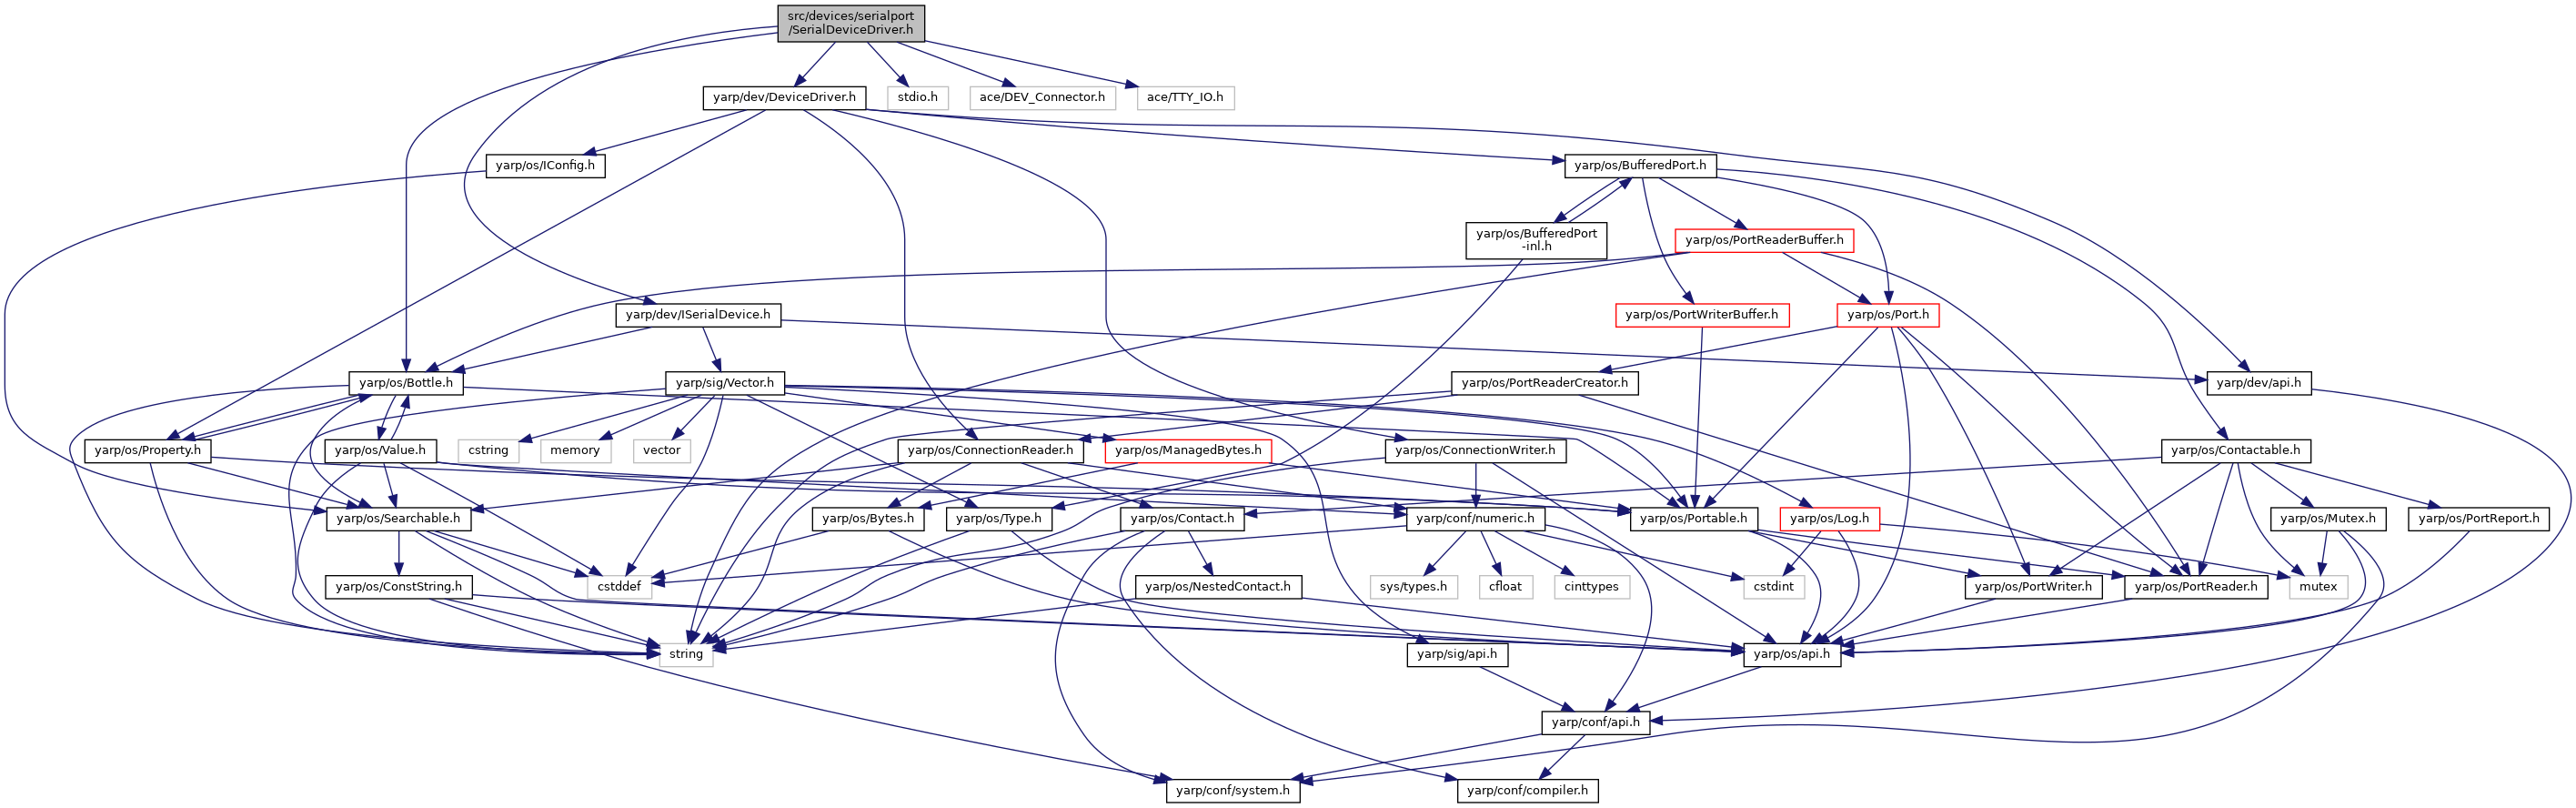 src/devices/serialport
/SerialDeviceDriver.h
yarp/dev/DeviceDriver.h
stdio.h
ace/DEV_Connector.h
ace/TTY_IO.h
yarp/os/IConfig.h
yarp/os/BufferedPort.h
yarp/os/BufferedPort
-inl.h
yarp/os/PortReaderBuffer.h
yarp/dev/ISerialDevice.h
yarp/os/PortWriterBuffer.h
yarp/os/Port.h
yarp/os/Bottle.h
yarp/sig/Vector.h
yarp/os/PortReaderCreator.h
yarp/dev/api.h
yarp/os/Property.h
yarp/os/Value.h
cstring
memory
vector
yarp/os/ConnectionReader.h
yarp/os/ManagedBytes.h
yarp/os/ConnectionWriter.h
yarp/os/Contactable.h
yarp/os/Searchable.h
yarp/os/Bytes.h
yarp/os/Type.h
yarp/os/Contact.h
yarp/conf/numeric.h
yarp/os/Portable.h
yarp/os/Log.h
yarp/os/Mutex.h
yarp/os/PortReport.h
yarp/os/ConstString.h
cstddef
yarp/os/NestedContact.h
sys/types.h
cfloat
cinttypes
cstdint
yarp/os/PortWriter.h
yarp/os/PortReader.h
mutex
string
yarp/sig/api.h
yarp/os/api.h
yarp/conf/api.h
yarp/conf/system.h
yarp/conf/compiler.h